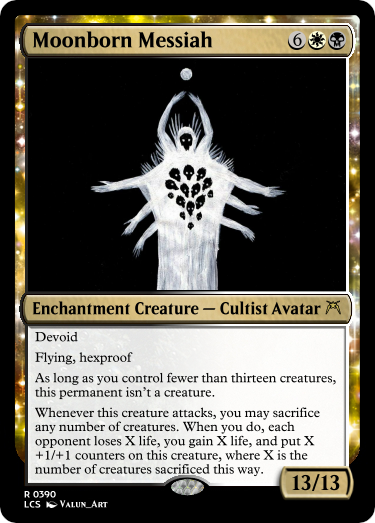 Moonborn Messiah 6
Enchantment Creature — Cultist Avatar
Devoid
Flying, hexproof
As long as you control fewer than thirteen creatures,
this permanent isn't a creature.
Whenever this creature attacks, you may sacrifice
any number of creatures. When you do, each
opponent loses X life, you gain X life, and put X
+1/+1 counters on this creature, where X is the
number of creatures sacrificed this way.
13/13
R 0390
LCS Valun_Art